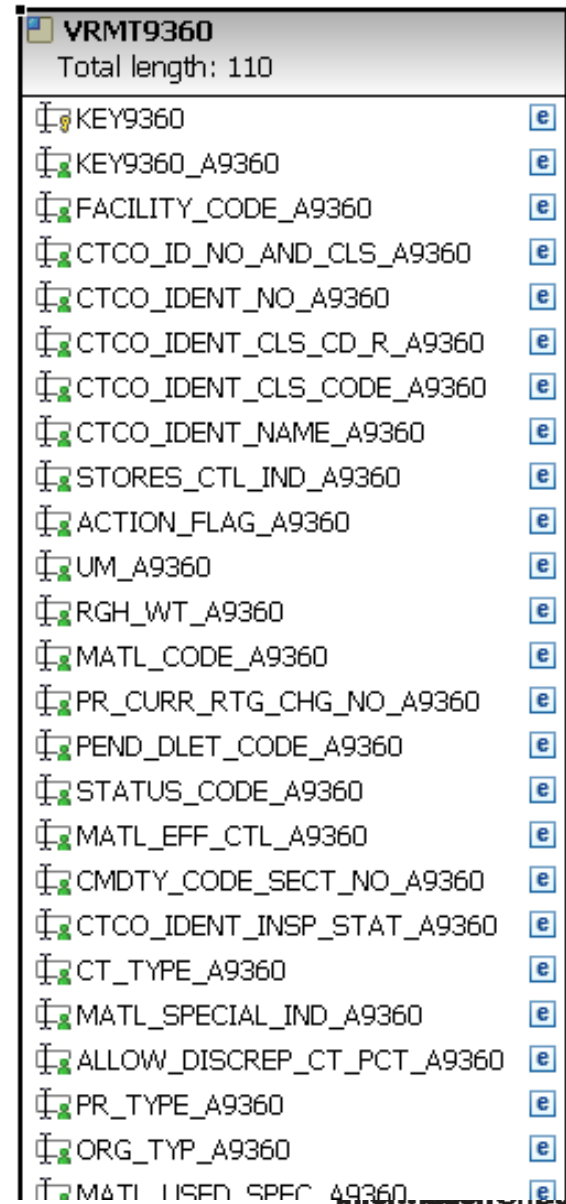 VRMT9360
Total length: 110
KEY9360
KEY9360_A9360
FACILITY_CODE_A9360
CTCO_ID_NO_AND_CLS_A9360
CTCO_IDENT_NO_A9360
CTCO_IDENT_CLS_CD_R_A9360
CTCO_IDENT_CLS_CODE_A9360
CTCO_IDENT_NAME_A9360
STORES_CTL_IND_A9360
ACTION_FLAG_A9360
UM_A9360
RGH_WT_A9360
MATL_CODE_A9360
PR_CURR_RTG_CHG_NO_A9360
PEND_DLET_CODE_A9360
STATUS_CODE_A9360
MATL_EFF_CTL_A9360
CMDTY_CODE_SECT_NO_A9360
CTCO_IDENT_INSP_STAT_A9360
CT_TYPE_A9360
MATL_SPECIAL_IND_A9360
ALLOW_DISCREP_CT_PCT_A9360
PR_TYPE_A9360
ORG_TYP_A9360
MATL_USED_SPEC_A9360